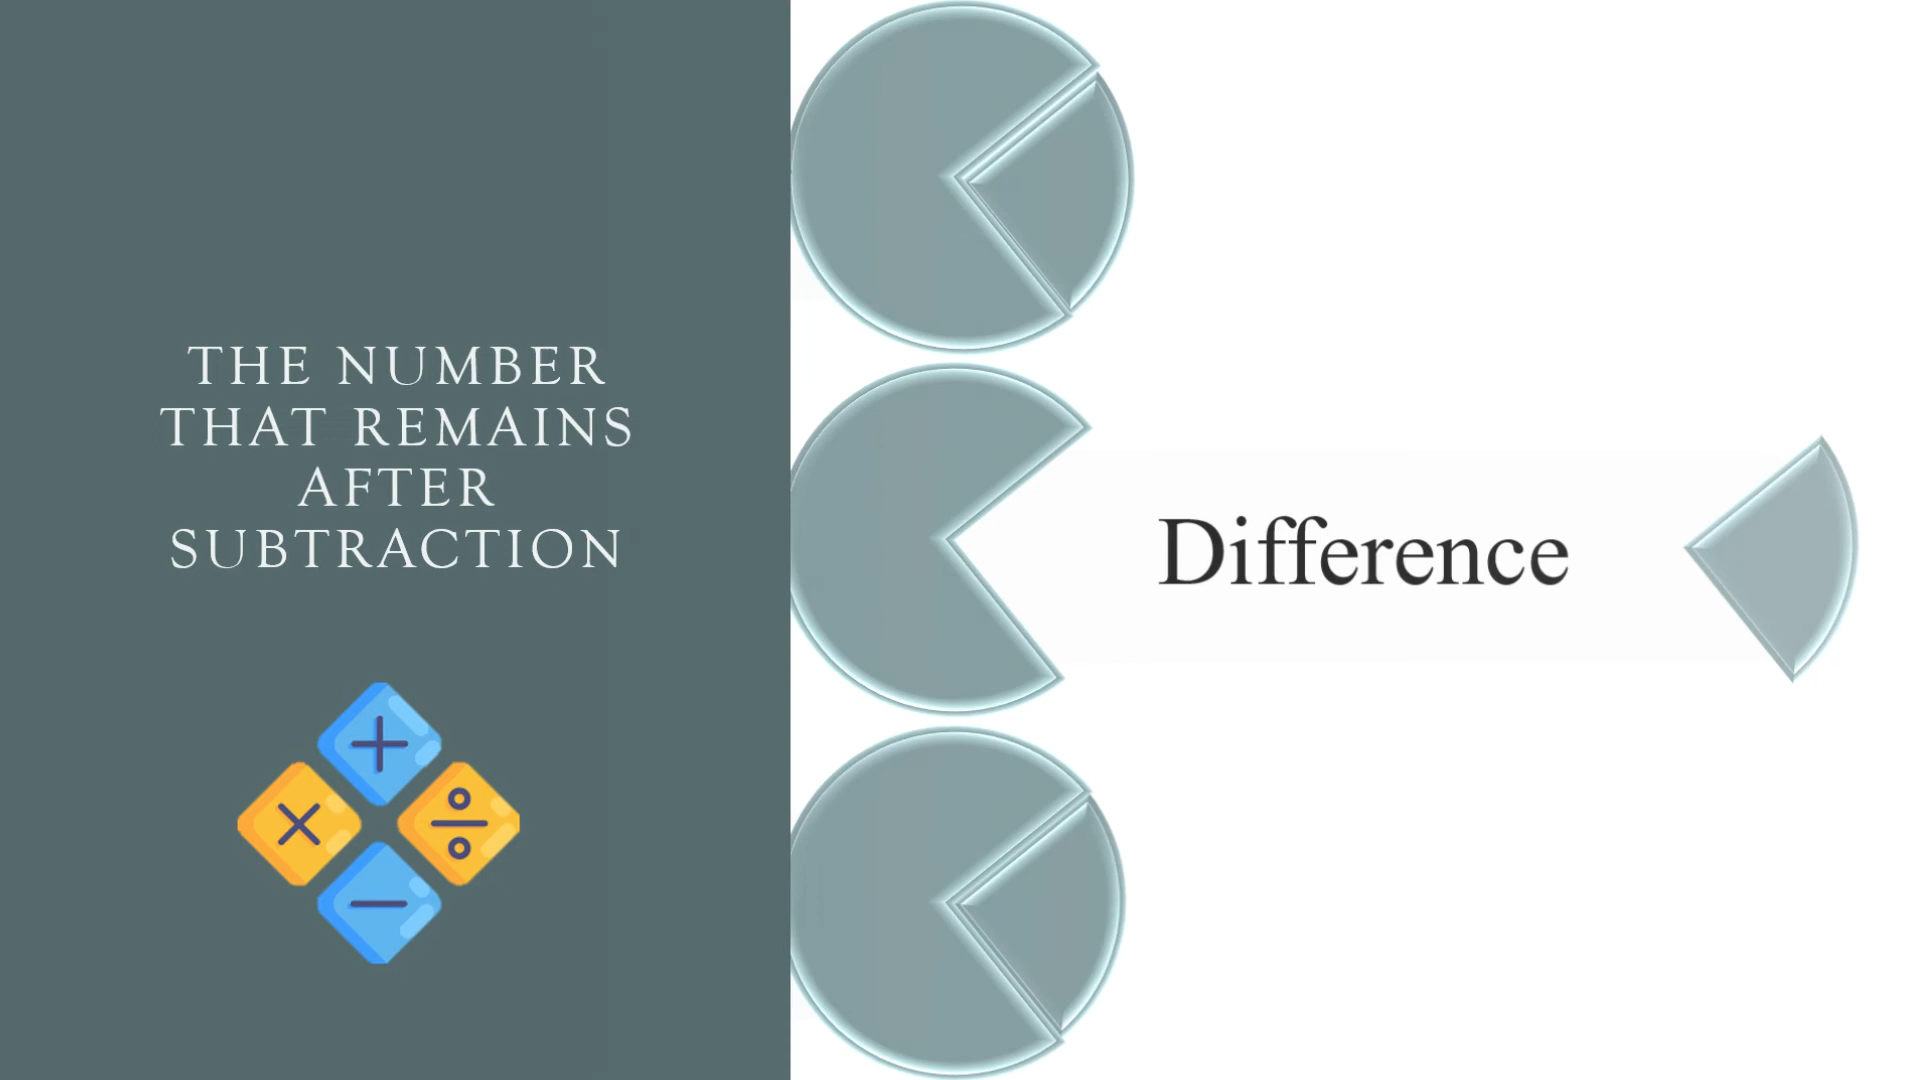 THE NUMBER
THAT REMAINS
AFTER
SUBTRACTION
Difference